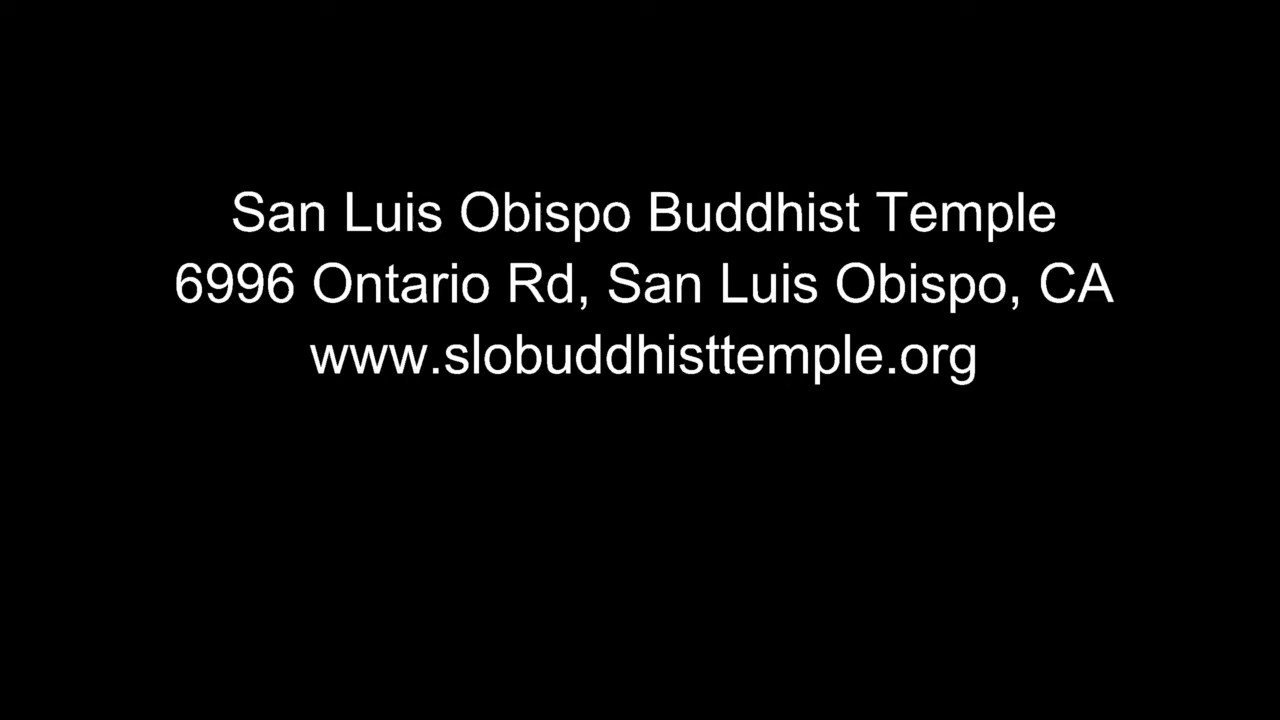 San Luis Obispo Buddhist Temple
6996 Ontario Rd, San Luis Obispo, CA
www.slobuddhisttemple.org